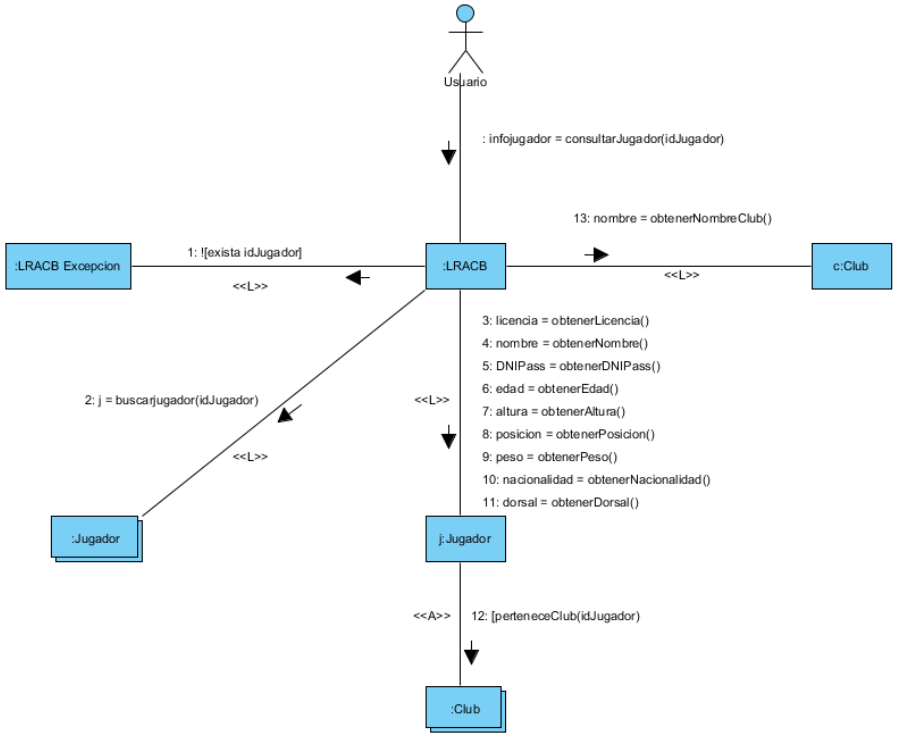 Usuario
: infojugador = consultarJugador(idJugador)
13: nombre = obtenerNombreClub()
1: ![exista idJugador]
:LRACB Excepcion
:LRACB
c:Club
<<L>>
<<L>>
3: licencia = obtenerLicencia()
4: nombre = obtenerNombre()
5: DNIPass = obtenerDNIPass()
6: edad = obtenerEdad()
2: j = buscarjugador(idJugador)
<<L>>
7: altura = obtenerAltura()
8: posicion = obtenerPosicion()
<<L>>
9: peso = obtenerPeso()
10: nacionalidad = obtenerNacionalidad()
11: dorsal = obtenerDorsal()
:Jugador
j:Jugador
<<A>>
12: [perteneceClub(idJugador)
:Club